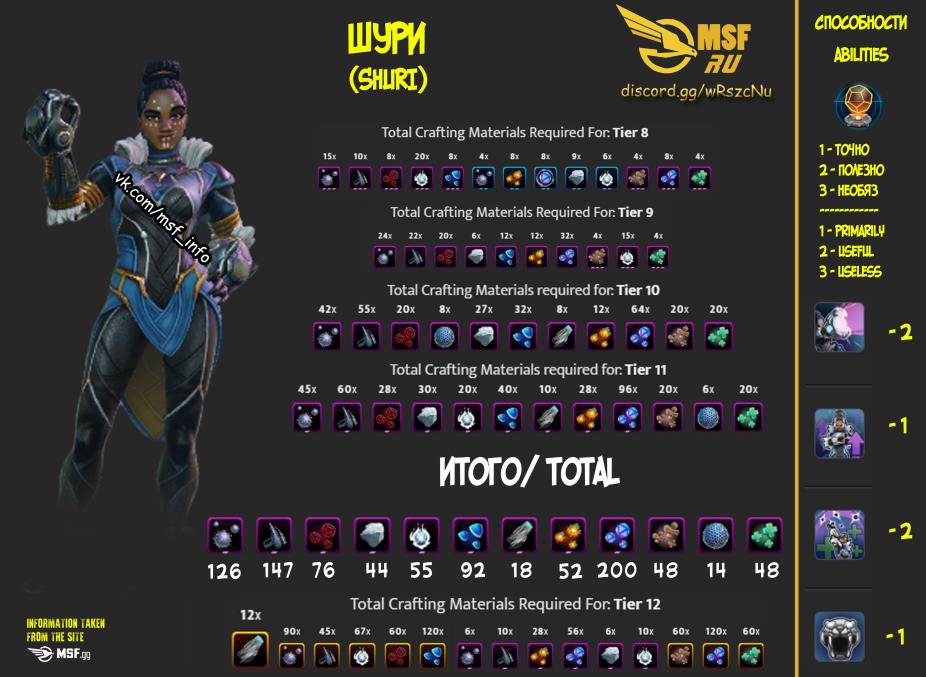 ШУРИ
(SHURI)
MSF
RU
discord.gg/wRszcNu
vk.com/msf_info
Total Crafting Materials Required For: Tier 8
15x 10x 8x 20x 8x 4x 8x 8x 9x 6x 4x 8x 4x
Total Crafting Materials Required For: Tier 9
24x 22x 20x 6x 12x 12x 32x 4x 15x 4x
Total Crafting Materials required for: Tier 10
42x 55x 20x 8x 27x 32x 8x 12x 64x 20x 20x
Total Crafting Materials required for: Tier 11
45x 60x 28x 30x 20x 40x 10x 28x 96x 20x 6x 20x
ИТОГО/ TOTAL
126 147 76 44 55 92 18 52 200 48 14 48
Total Crafting Materials Required For: Tier 12
12x
90x 45x 67x 60x 120x 6x 10x 28x 56x 6x 10x 60x 120x 60x
INFORMATION TAKEN
FROM THE SITE
MSF.gg
СПОСОБНОСТИ
ABILITIES
1 - ТОЧНО
2 - ПОЛЕЗНО
3 - НЕОБЯЗ
------------
1 - PRIMARILY
2 - USEFUL
3 - USELESS
-2
-1
-2
-1